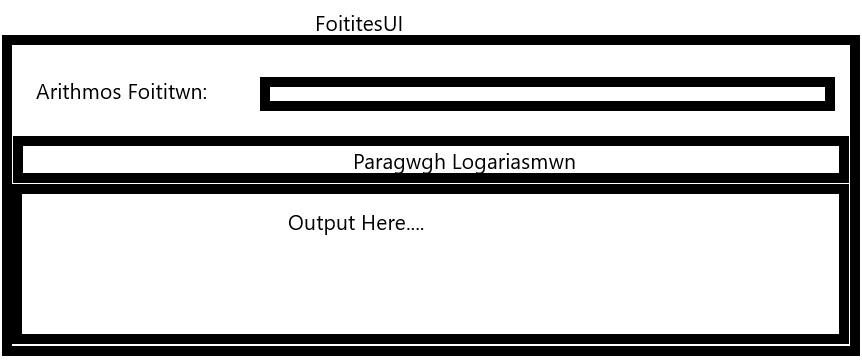 FoititesUI
Arithmos Foititwn:
Paragwgh Logariasmwn
Output Here....